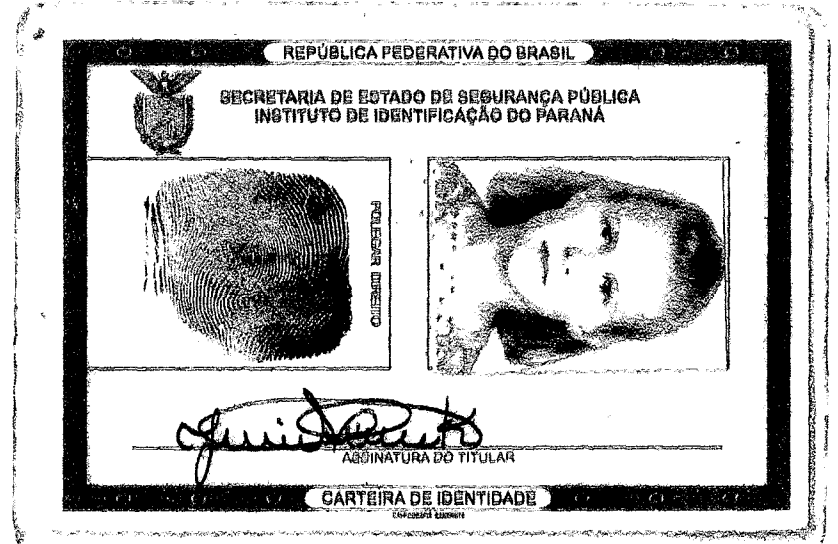 REPÚBLICA FEDERATIVA DO BRASIL
SECRETARIA DE ESTADO DE SEGURANÇA PÚBLICA
INSTITUTO DE IDENTIFICAÇÃO DO PARANÁ
POLEGAR DIREITO
ASSINATURA DO TITULAR
CARTEIRA DE IDENTIDADE